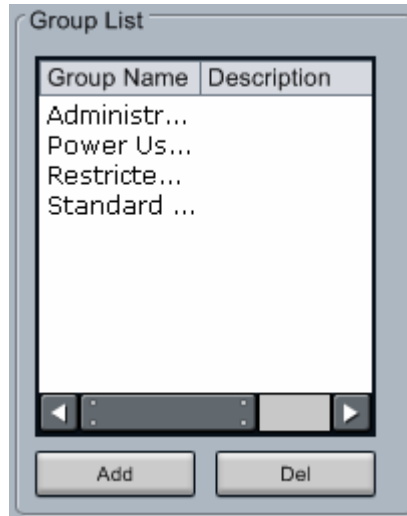 Group List
Group Name Description
Administr...
Power Us...
Restricte...
Standard ...
Add Del